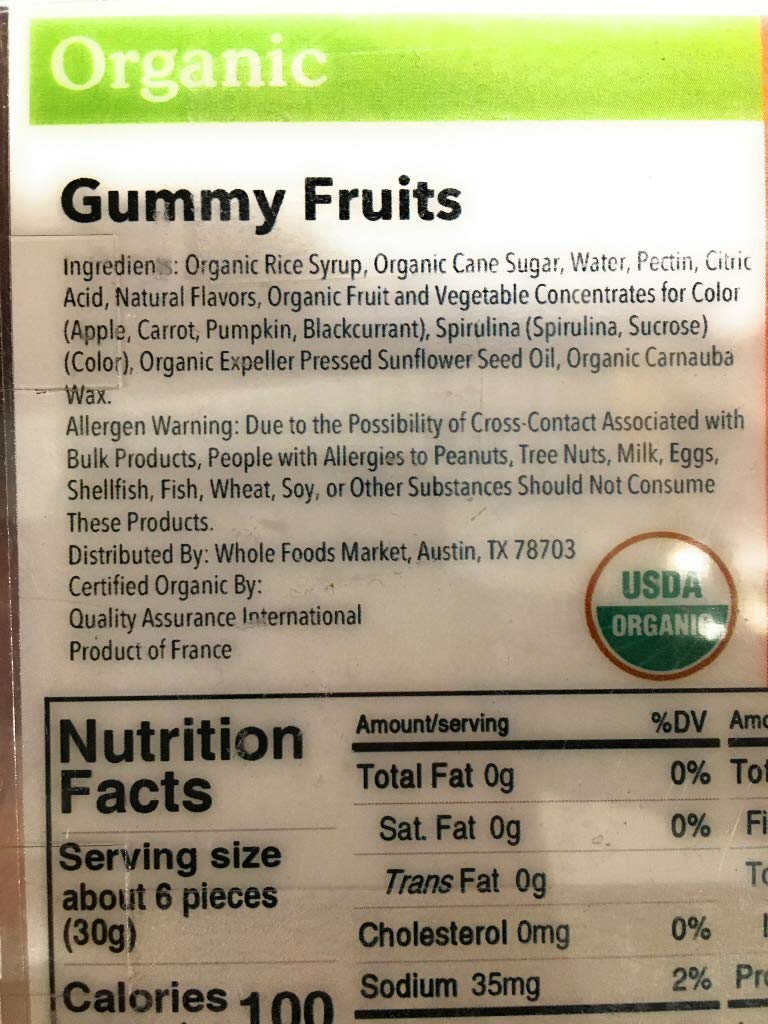 Organic
Gummy Fruits
Ingredients: Organic Rice Syrup, Organic Cane Sugar, Water, Pectin, Citric
Acid, Natural Flavors, Organic Fruit and Vegetable Concentrates for Color
(Apple, Carrot, Pumpkin, Blackcurrant), Spirulina (Spirulina, Sucrose)
(Color), Organic Expeller Pressed Sunflower Seed Oil, Organic Carnauba
Wax.
Allergen Warning: Due to the Possibility of Cross-Contact Associated with
Bulk Products, People with Allergies to Peanuts, Tree Nuts, Milk, Eggs,
Shellfish, Fish, Wheat, Soy, or Other Substances Should Not Consume
These Products.
Distributed By: Whole Foods Market, Austin, TX 78703
Certified Organic By:
Quality Assurance International
Product of France
USDA
ORGANIC
Nutrition
Facts
Serving size
about 6 pieces
(30g)
Calories 100
Amount/serving %DV
Total Fat 0g 0%
Sat. Fat 0g 0%
Trans Fat 0g
Cholesterol 0mg 0%
Sodium 35mg 2%